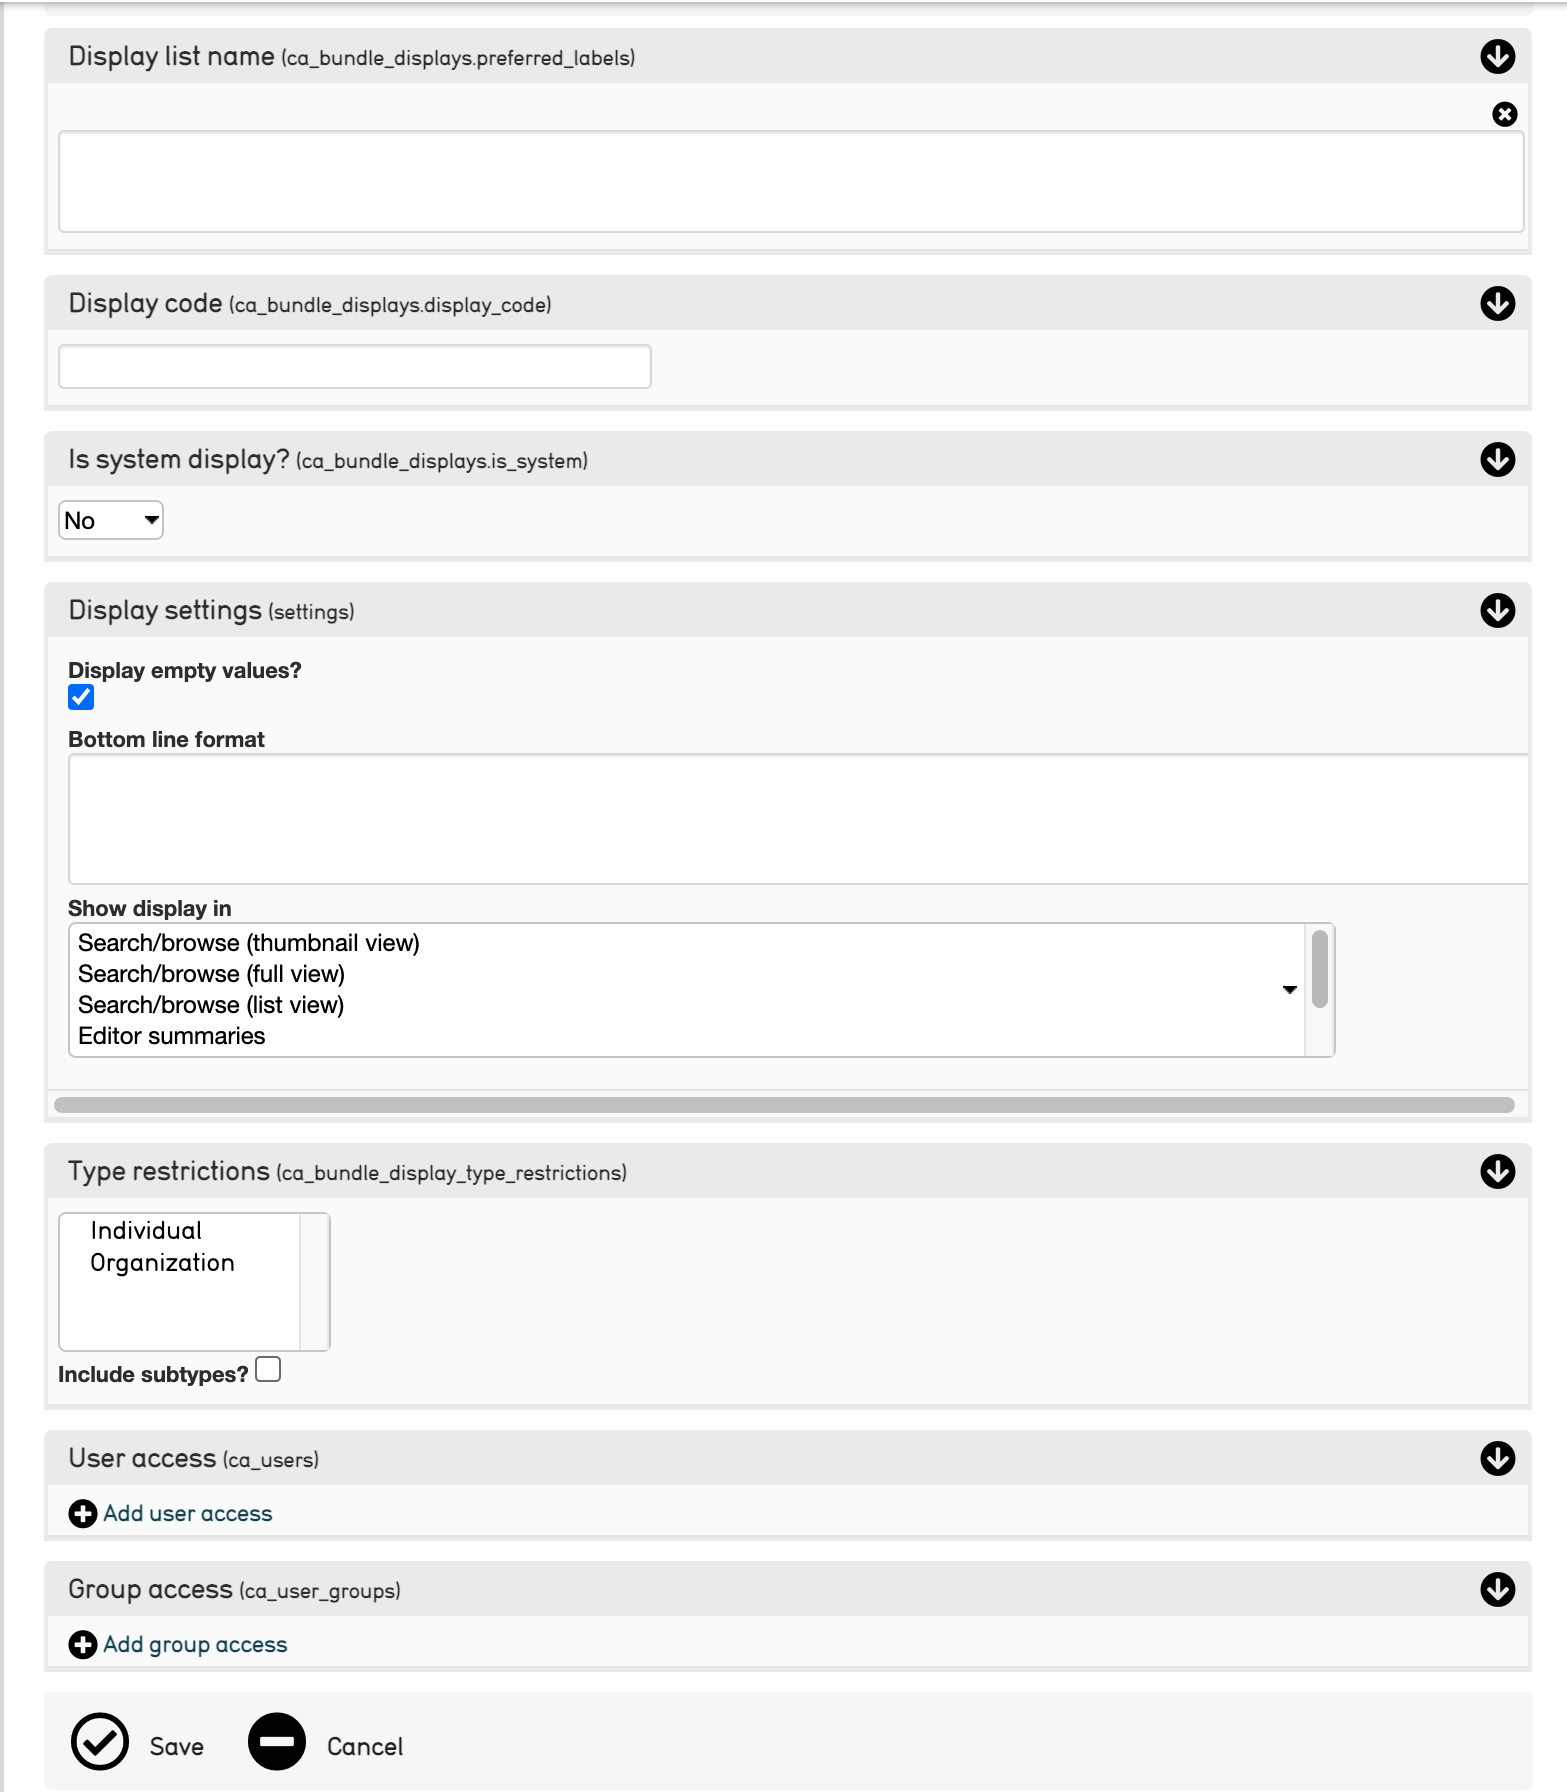 Display list name (ca_bundle_displays.preferred_labels)
Display code (ca_bundle_displays.display_code)
Is system display? (ca_bundle_displays.is_system)
No
Display settings (settings)
Display empty values?
Bottom line format
Show display in
Search/browse (thumbnail view)
Search/browse (full view)
Search/browse (list view)
Editor summaries
Type restrictions (ca_bundle_display_type_restrictions)
Individual
Organization
Include subtypes?
User access (ca_users)
Add user access
Group access (ca_user_groups)
Add group access
Save Cancel